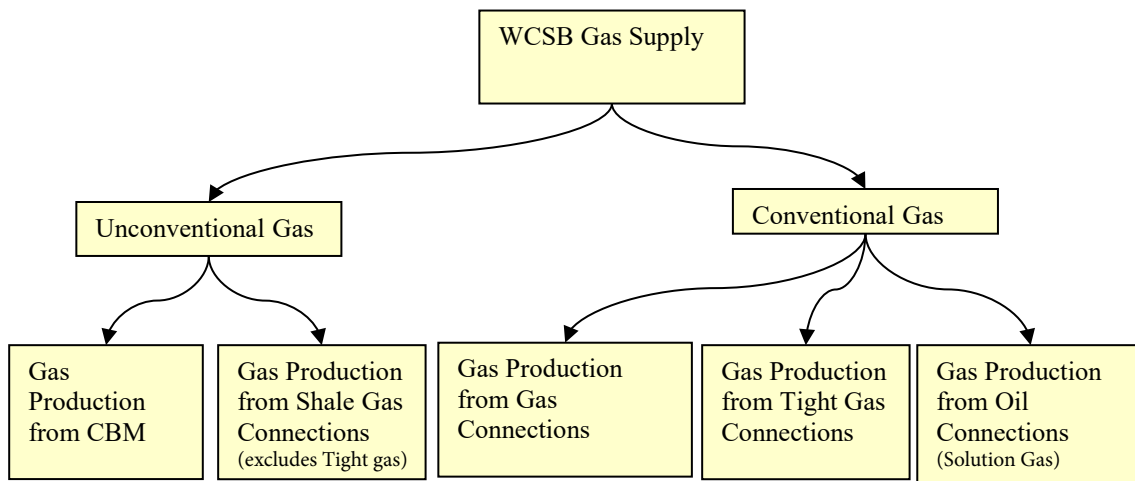 WCSB Gas Supply
Unconventional Gas
Conventional Gas
Gas
Production
from CBM
Gas Production
from Shale Gas
Connections
(excludes Tight gas)
Gas Production
from Gas
Connections
Gas Production
from Tight Gas
Connections
Gas Production
from Oil
Connections
(Solution Gas)